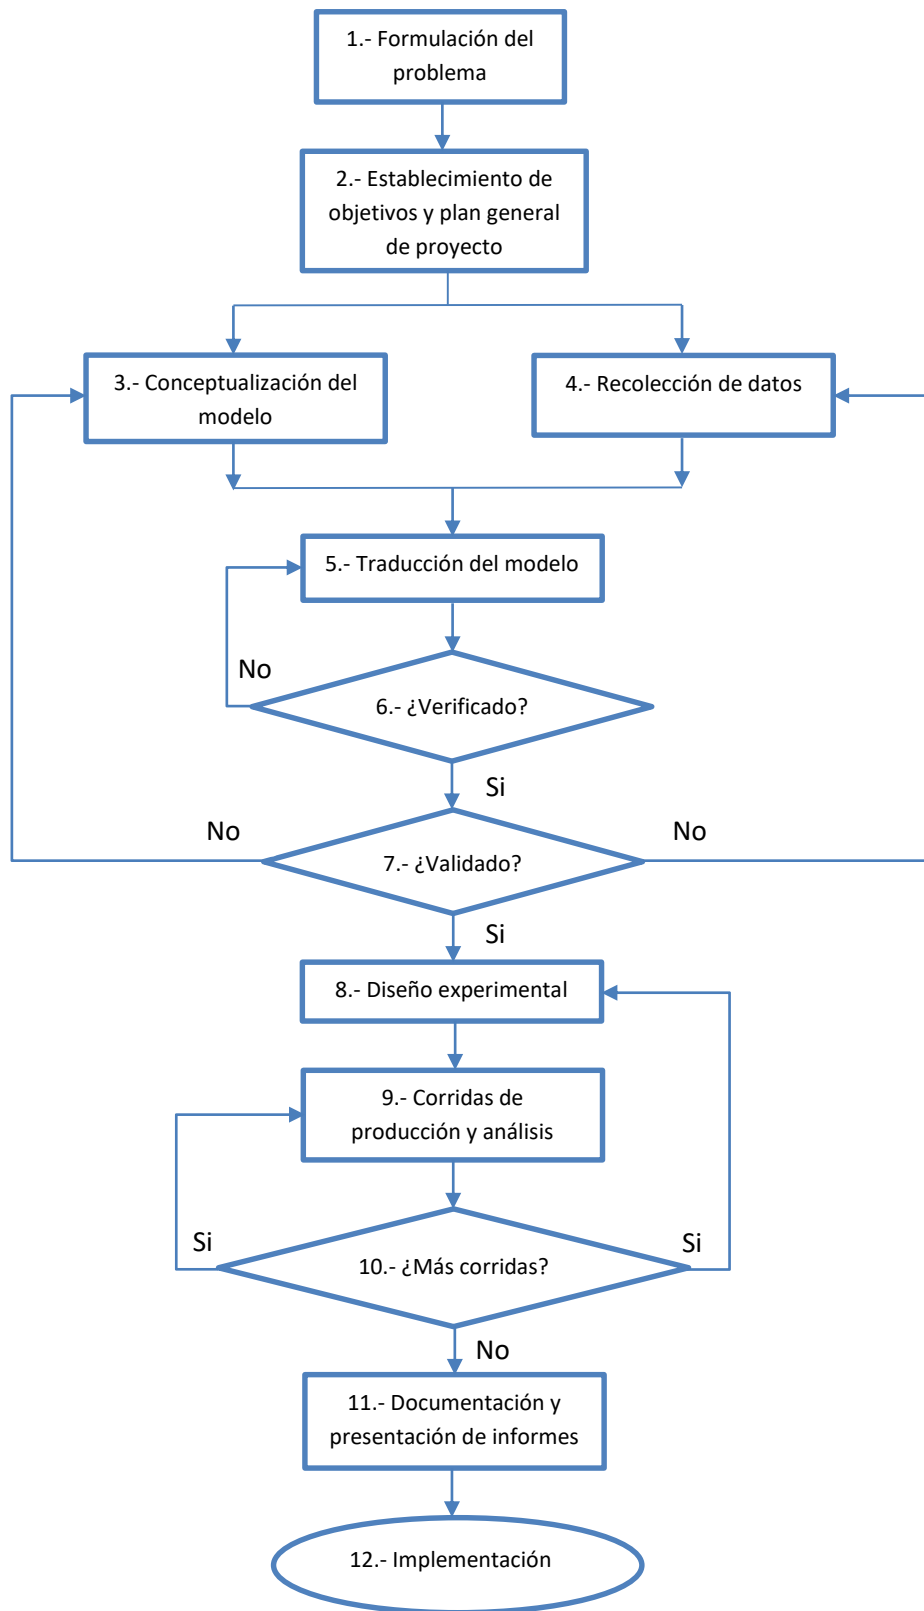 1.- Formulación del
problema
2.- Establecimiento de
objetivos y plan general
de proyecto
3.- Conceptualización del
modelo
4.- Recolección de datos
5.- Traducción del modelo
No
6.- ¿Verificado?
Si
No
No
7.- ¿Validado?
Si
8.- Diseño experimental
9.- Corridas de
producción y análisis
Si
Si
10.- ¿Más corridas?
No
11.- Documentación y
presentación de informes
12.- Implementación